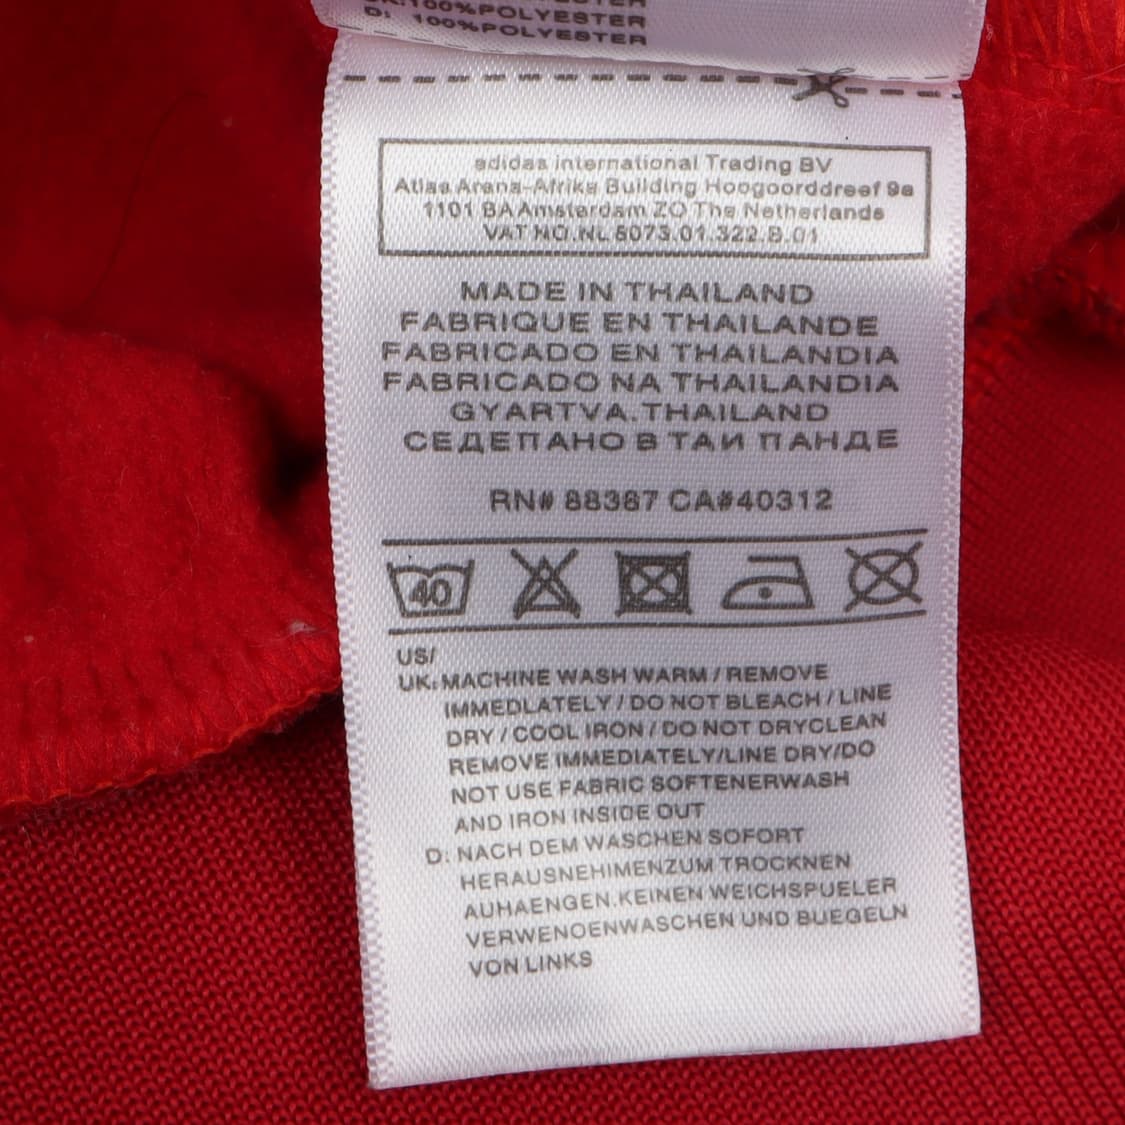 100%POLYESTER
D: 100%POLYESTER
adidas international Trading BV
Atlas Arena-Afrika Building Hoogoorddreef 9a
1101 BA Amsterdam ZO The Netherlands
VAT NO.NL 8073.01.322.B.01
MADE IN THAILAND
FABRIQUE EN THAILANDE
FABRICADO EN THAILANDIA
FABRICADO NA THAILANDIA
GYARTVA.THAILAND
СЕДЕПАНО В ТАИ ПАНДЕ
RN# 88387 CA#40312
40
US/
UK: MACHINE WASH WARM / REMOVE
IMMEDLATELY / DO NOT BLEACH / LINE
DRY / COOL IRON / DO NOT DRYCLEAN
REMOVE IMMEDIATELY/LINE DRY/DO
NOT USE FABRIC SOFTENERWASH
AND IRON INSIDE OUT
D: NACH DEM WASCHEN SOFORT
HERAUSNEHIMENZUM TROCKNEN
AUHAENGEN.KEINEN WEICHSPUELER
VERWENOENWASCHEN UND BUEGELN
VON LINKS